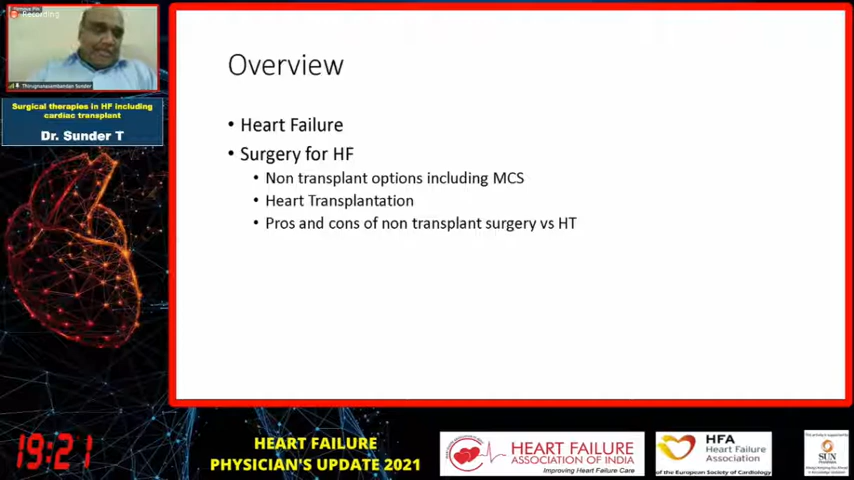 Recording
Thirugnanasambandan Sunder
Surgical therapies in HF including
cardiac transplant
Dr. Sunder T
Overview
• Heart Failure
• Surgery for HF
• Non transplant options including MCS
• Heart Transplantation
• Pros and cons of non transplant surgery vs HT
19:21
HEART FAILURE
PHYSICIAN'S UPDATE 2021
HEART FAILURE
ASSOCIATION OF INDIA
Improving Heart Failure Care
HFA
Heart Failure
Association
of the European Society of Cardiology
SUN